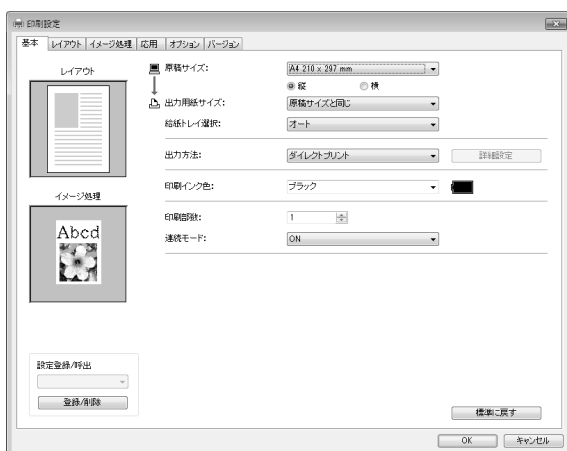 印刷設定
基本 レイアウト イメージ処理 応用 オプション バージョン
レイアウト
原稿サイズ: A4 210 x 297 mm
縦 横
出力用紙サイズ: 原稿サイズと同じ
給紙トレイ選択: オート
出力方法: ダイレクトプリント 詳細設定
印刷インク色: ブラック
イメージ処理
Abcd
印刷部数: 1
連続モード: ON
設定登録/呼出
登録/削除
標準に戻す
OK キャンセル